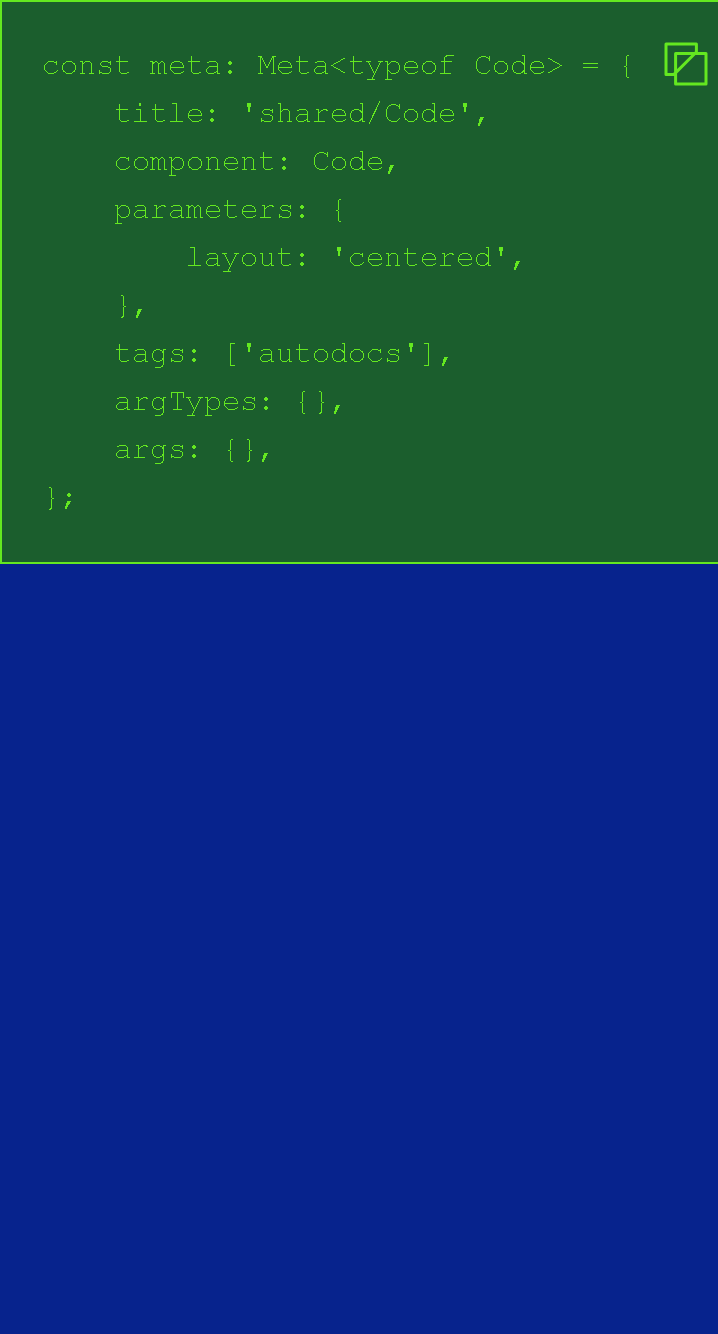 const meta: Meta<typeof Code> = {
    title: 'shared/Code',
    component: Code,
    parameters: {
        layout: 'centered',
    },
    tags: ['autodocs'],
    argTypes: {},
    args: {},
};